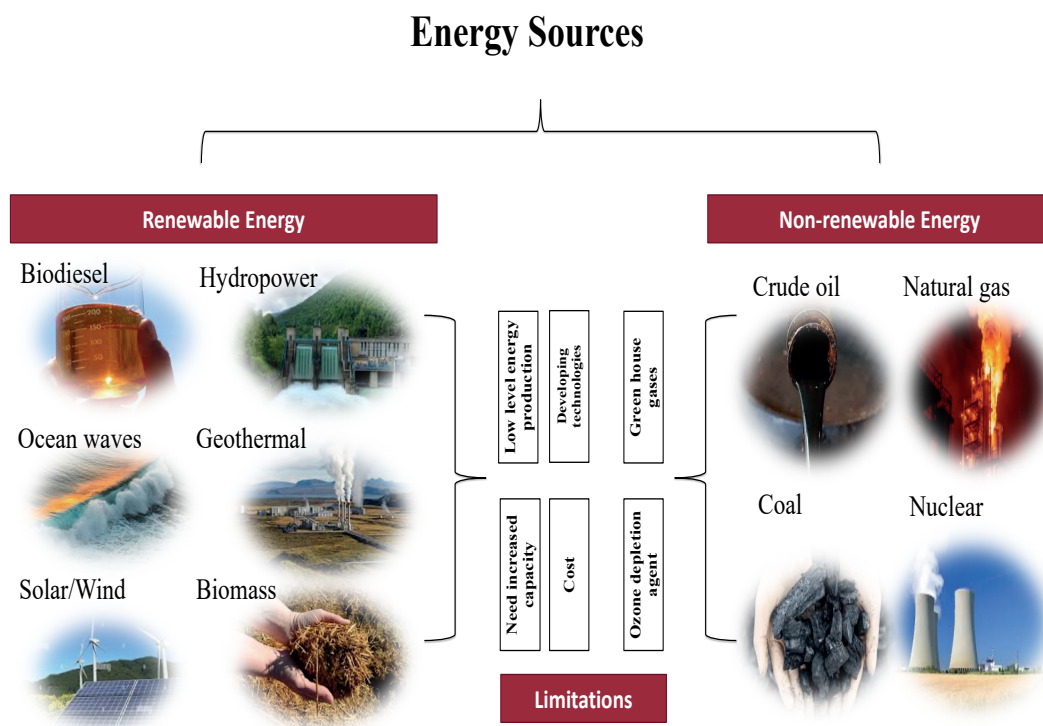 Energy Sources
Renewable Energy
Non-renewable Energy
Biodiesel
Hydropower
Ocean waves
Geothermal
Solar/Wind
Biomass
Low level energy
production
Developing
technologies
Green house
gases
Need increased
capacity
Cost
Ozone depletion
agent
Limitations
Crude oil
Natural gas
Coal
Nuclear